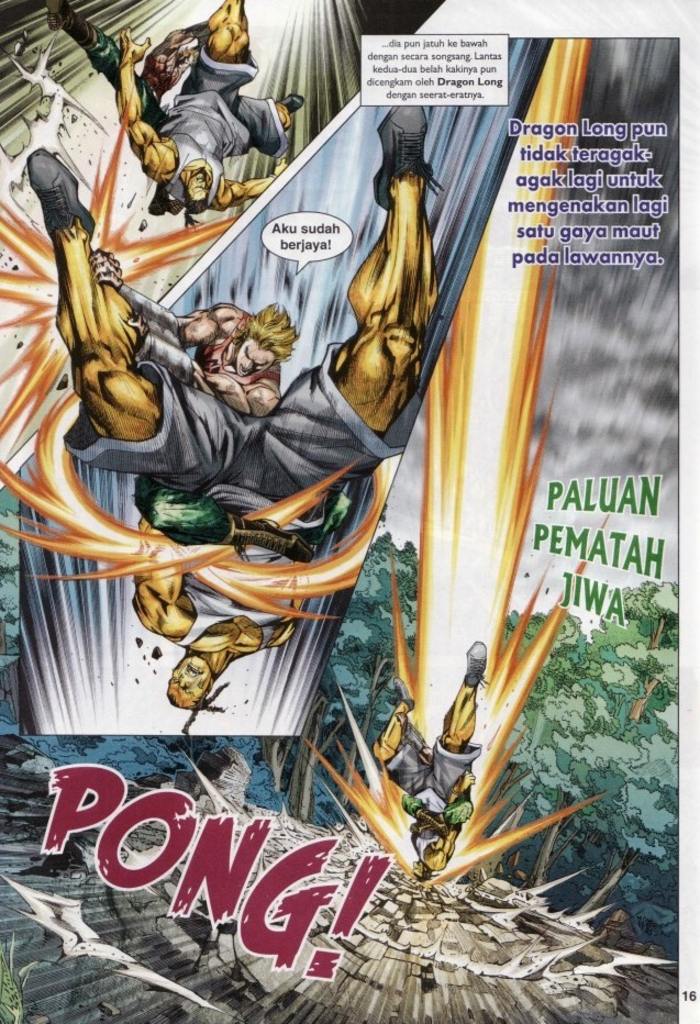 ...dia pun jatuh ke bawah
dengan secara songsang. Lantas
kedua-dua belah kakinya pun
dicengkam oleh Dragon Long
dengan seerat-eratnya.
Aku sudah
berjaya!
Dragon Long pun
tidak teragak-
agak lagi untuk
mengenakan lagi
satu gaya maut
pada lawannya.
PALUAN
PEMATAH
JIWA
PONG!
16